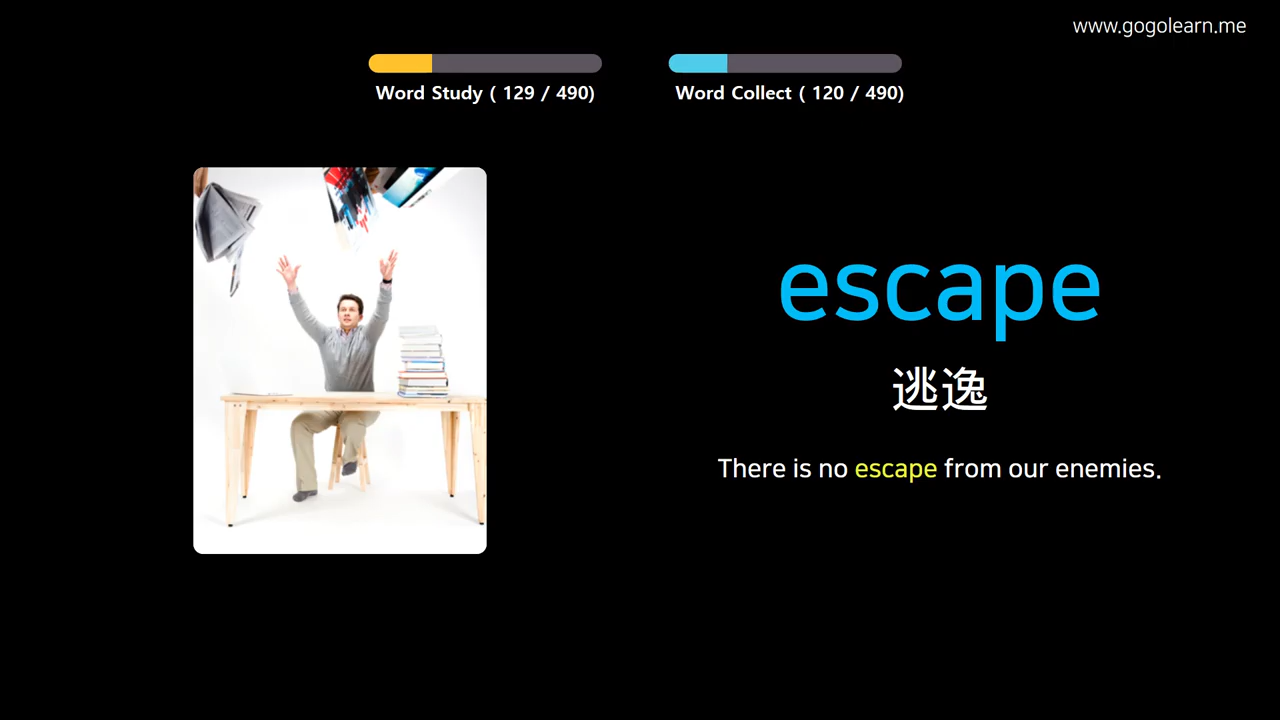 www.gogolearn.me
Word Study ( 129 / 490)
Word Collect ( 120 / 490)
escape
逃逸
There is no escape from our enemies.